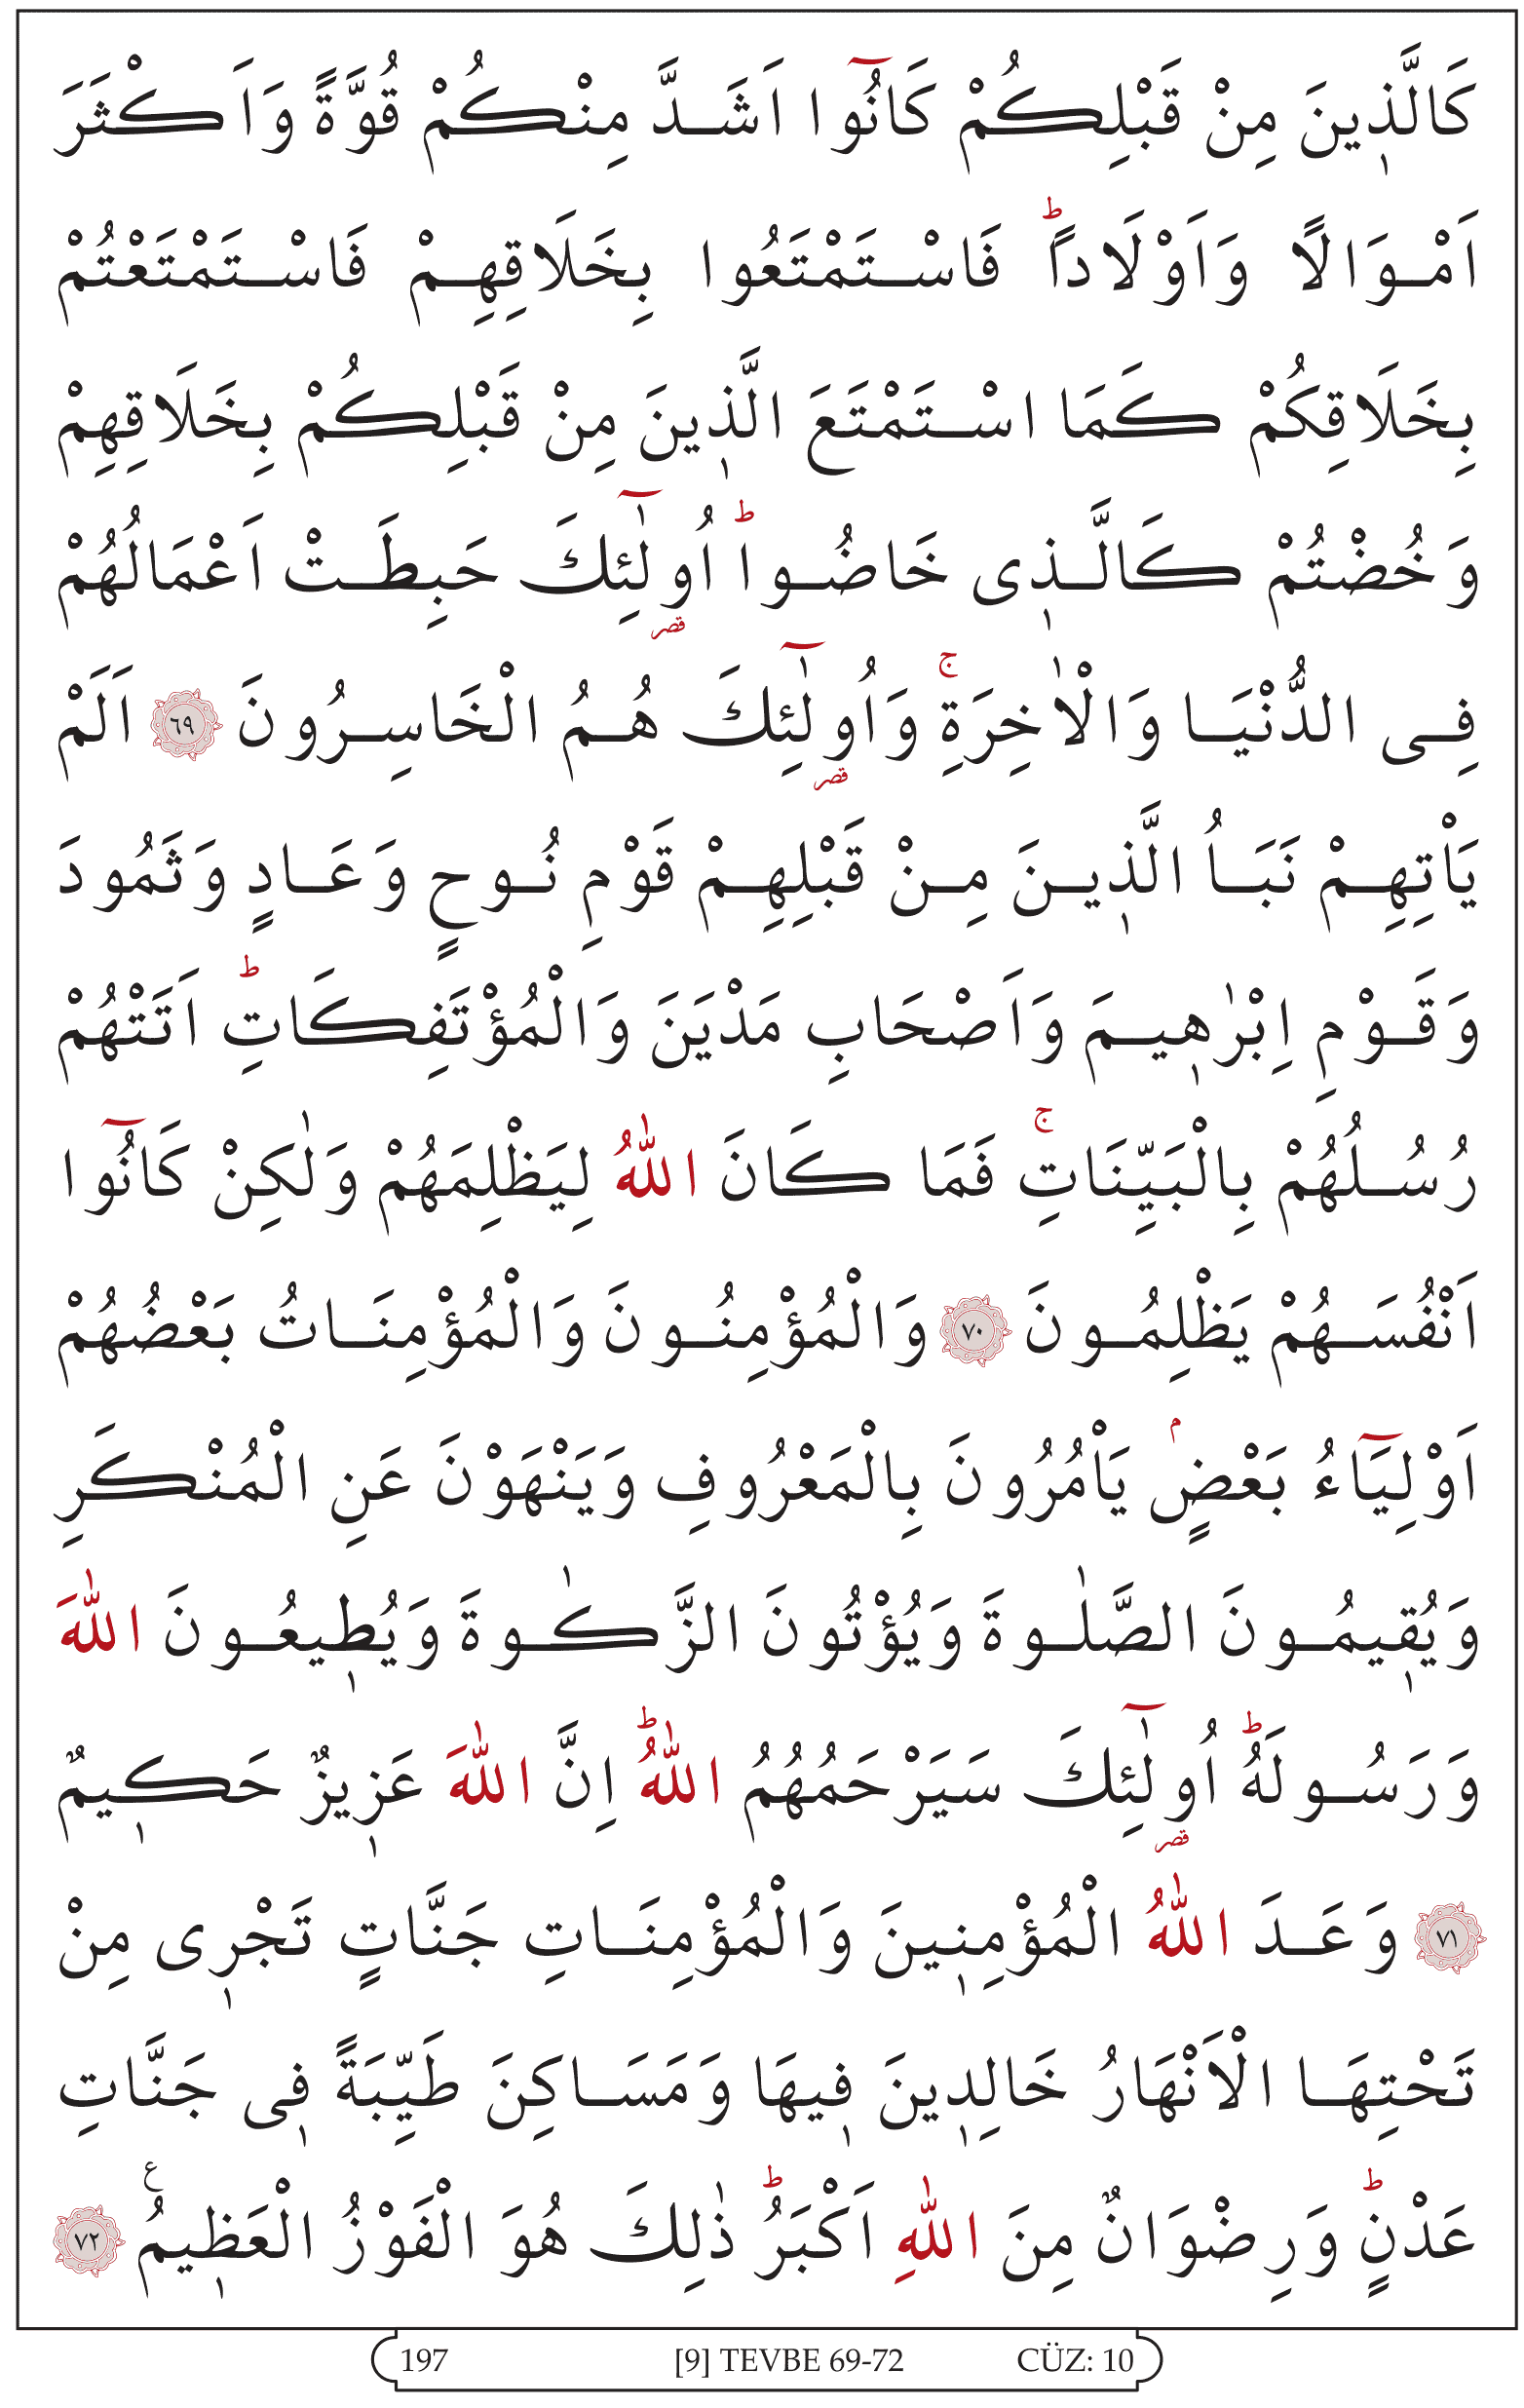 كَالَّذ۪ينَ مِنْ قَبْلِكُمْ كَانُٓوا اَشَدَّ مِنْكُمْ قُوَّةً وَاَكْثَرَ
اَمْوَالًا وَاَوْلَاداًۜ فَاسْتَمْتَعُوا بِخَلَاقِهِمْ فَاسْتَمْتَعْتُمْ
بِخَلَاقِكُمْ كَمَا اسْتَمْتَعَ الَّذ۪ينَ مِنْ قَبْلِكُمْ بِخَلَاقِهِمْ
وَخُضْتُمْ كَالَّذ۪ي خَاضُواۜ اُو۬لٰٓئِكَ حَبِطَتْ اَعْمَالُهُمْ
فِي الدُّنْيَا وَالْاٰخِرَةِۚ وَاُو۬لٰٓئِكَ هُمُ الْخَاسِرُونَ ﴿٦٩﴾ اَلَمْ
يَأْتِهِمْ نَبَأُ الَّذ۪ينَ مِنْ قَبْلِهِمْ قَوْمِ نُوحٍ وَعَادٍ وَثَمُودَ
وَقَوْمِ اِبْرٰه۪يمَ وَاَصْحَابِ مَدْيَنَ وَالْمُؤْتَفِكَاتِۜ اَتَتْهُمْ
رُسُلُهُمْ بِالْبَيِّنَاتِۚ فَمَا كَانَ اللّٰهُ لِيَظْلِمَهُمْ وَلٰكِنْ كَانُٓوا
اَنْفُسَهُمْ يَظْلِمُونَ ﴿٧٠﴾ وَالْمُؤْمِنُونَ وَالْمُؤْمِنَاتُ بَعْضُهُمْ
اَوْلِيَٓاءُ بَعْضٍۢ يَأْمُرُونَ بِالْمَعْرُوفِ وَيَنْهَوْنَ عَنِ الْمُنْكَرِ
وَيُق۪يمُونَ الصَّلٰوةَ وَيُؤْتُونَ الزَّكٰوةَ وَيُط۪يعُونَ اللّٰهَ
وَرَسُولَهُۜ اُو۬لٰٓئِكَ سَيَرْحَمُهُمُ اللّٰهُۜ اِنَّ اللّٰهَ عَز۪يزٌ حَك۪يمٌ
﴿٧١﴾ وَعَدَ اللّٰهُ الْمُؤْمِن۪ينَ وَالْمُؤْمِنَاتِ جَنَّاتٍ تَجْر۪ي مِنْ
تَحْتِهَا الْاَنْهَارُ خَالِد۪ينَ ف۪يهَا وَمَسَاكِنَ طَيِّبَةً ف۪ي جَنَّاتِ
عَدْنٍۜ وَرِضْوَانٌ مِنَ اللّٰهِ اَكْبَرُۜ ذٰلِكَ هُوَ الْفَوْزُ الْعَظ۪يمُ۟ ﴿٧٢﴾
197 [9] TEVBE 69-72 CÜZ: 10